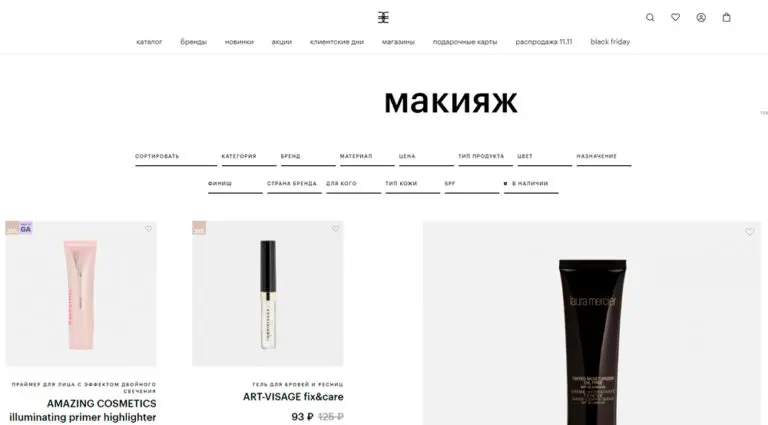 каталог бренды новинки акции клиентские дни магазины подарочные карты распродажа 11.11 black friday
макияж
СОРТИРОВАТЬ КАТЕГОРИЯ БРЕНД МАТЕРИАЛ ЦЕНА ТИП ПРОДУКТА ЦВЕТ НАЗНАЧЕНИЕ
ФИНИШ СТРАНА БРЕНДА ДЛЯ КОГО ТИП КОЖИ SPF В НАЛИЧИИ
GA
laura mercier
ПРАЙМЕР ДЛЯ ЛИЦА С ЭФФЕКТОМ ДВОЙНОГО
СВЕЧЕНИЯ
AMAZING COSMETICS
illuminating primer highlighter
ГЕЛЬ ДЛЯ БРОВЕЙ И РЕСНИЦ
ART-VISAGE fix&care
93 ₽ 125 ₽